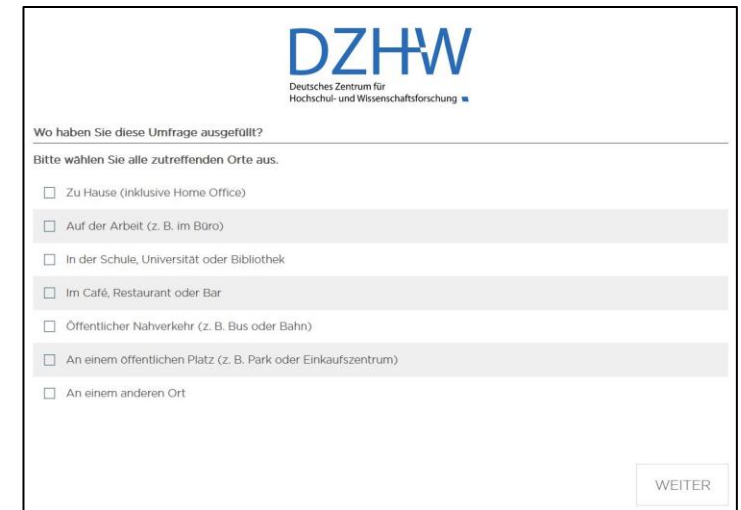 DZHW
Deutsches Zentrum für
Hochschul- und Wissenschaftsforschung
Wo haben Sie diese Umfrage ausgefüllt?
Bitte wählen Sie alle zutreffenden Orte aus.
Zu Hause (inklusive Home Office)
Auf der Arbeit (z. B. im Büro)
In der Schule, Universität oder Bibliothek
Im Café, Restaurant oder Bar
Öffentlicher Nahverkehr (z. B. Bus oder Bahn)
An einem öffentlichen Platz (z. B. Park oder Einkaufszentrum)
An einem anderen Ort
WEITER